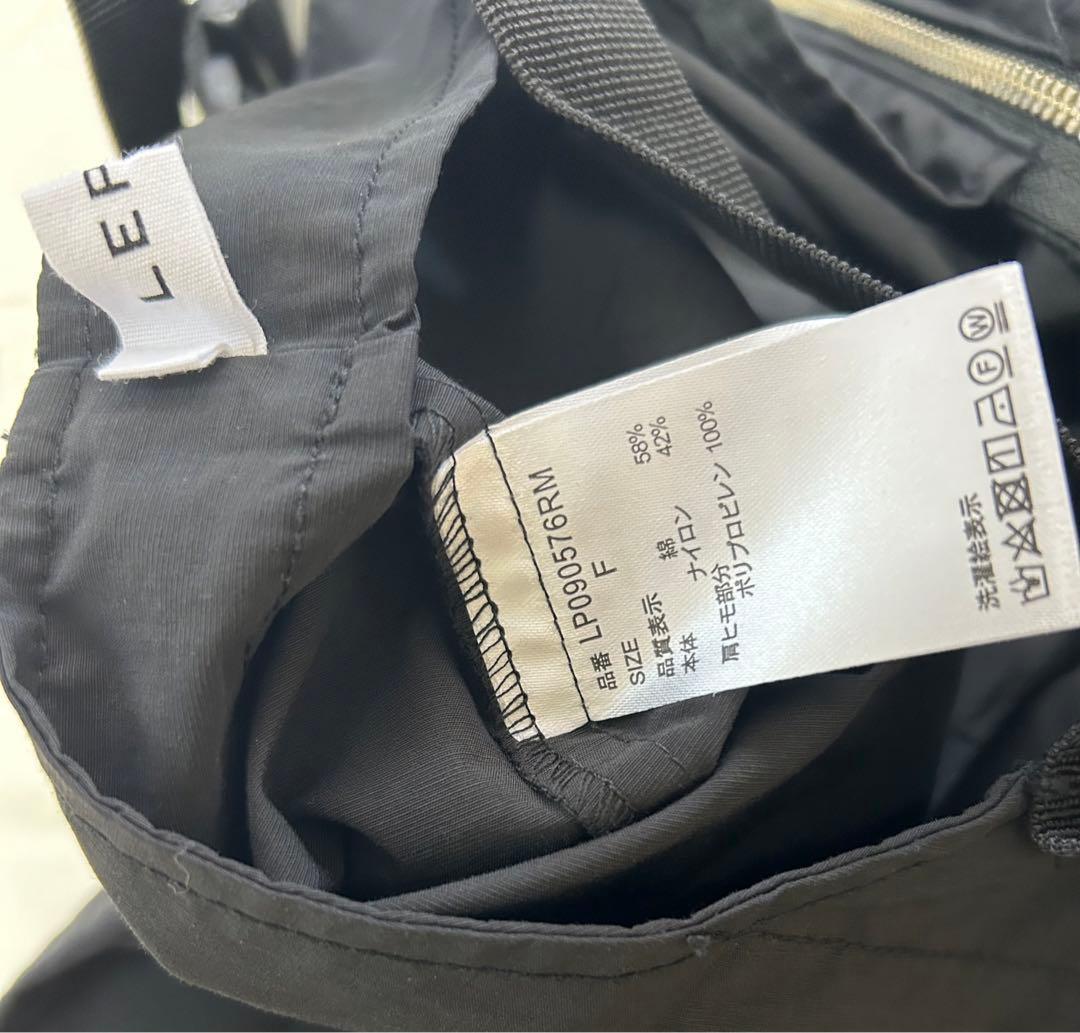 LEP
品番 LP090576RM
SIZE F
品質表示
本体 綿 58%
ナイロン 42%
肩ヒモ部分
ポリプロピレン 100%
洗濯絵表示
F W